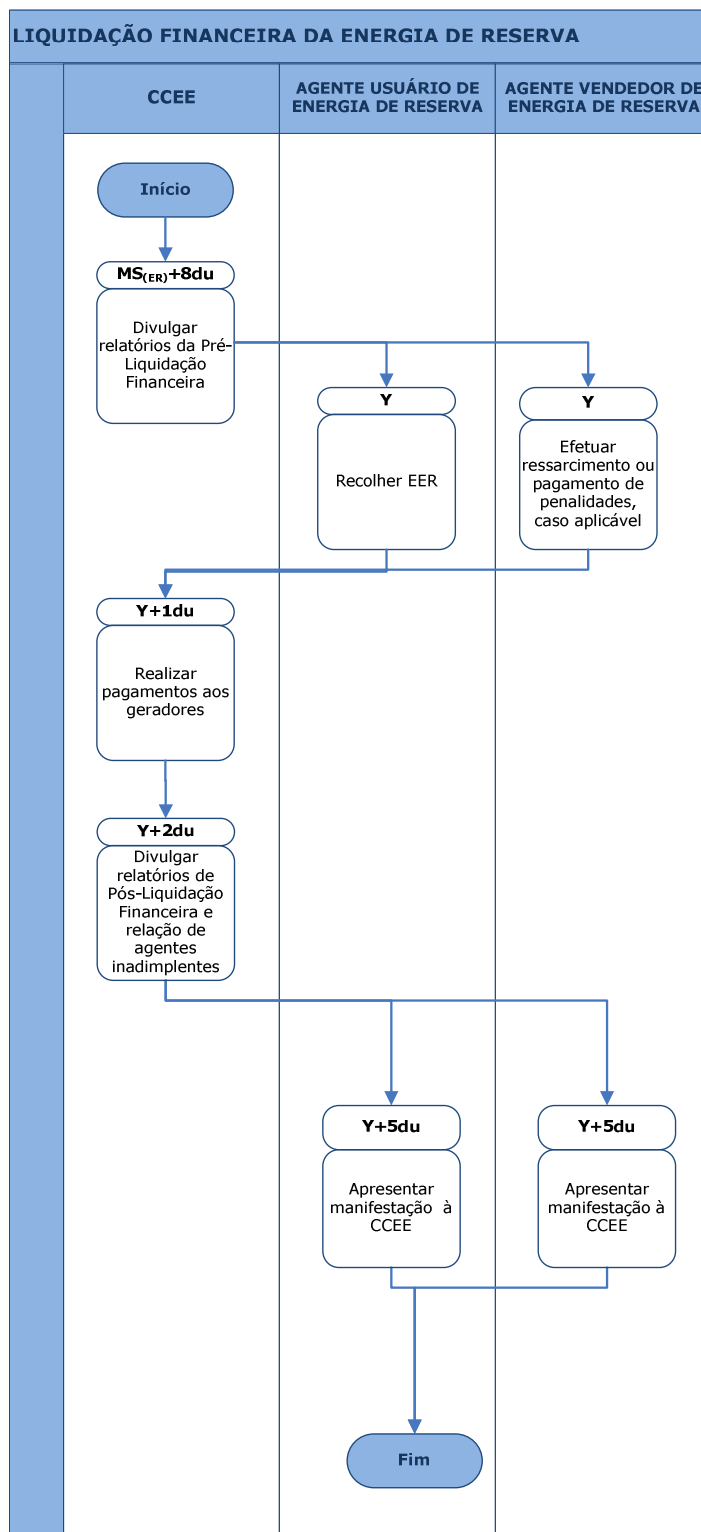 LIQUIDAÇÃO FINANCEIRA DA ENERGIA DE RESERVA
CCEE
AGENTE USUÁRIO DE
ENERGIA DE RESERVA
AGENTE VENDEDOR DE
ENERGIA DE RESERVA
Início
MS(ER)+8du
Divulgar
relatórios da Pré-
Liquidação
Financeira
Y
Recolher EER
Y
Efetuar
ressarcimento ou
pagamento de
penalidades,
caso aplicável
Y+1du
Realizar
pagamentos aos
geradores
Y+2du
Divulgar
relatórios de
Pós-Liquidação
Financeira e
relação de
agentes
inadimplentes
Y+5du
Apresentar
manifestação à
CCEE
Y+5du
Apresentar
manifestação à
CCEE
Fim